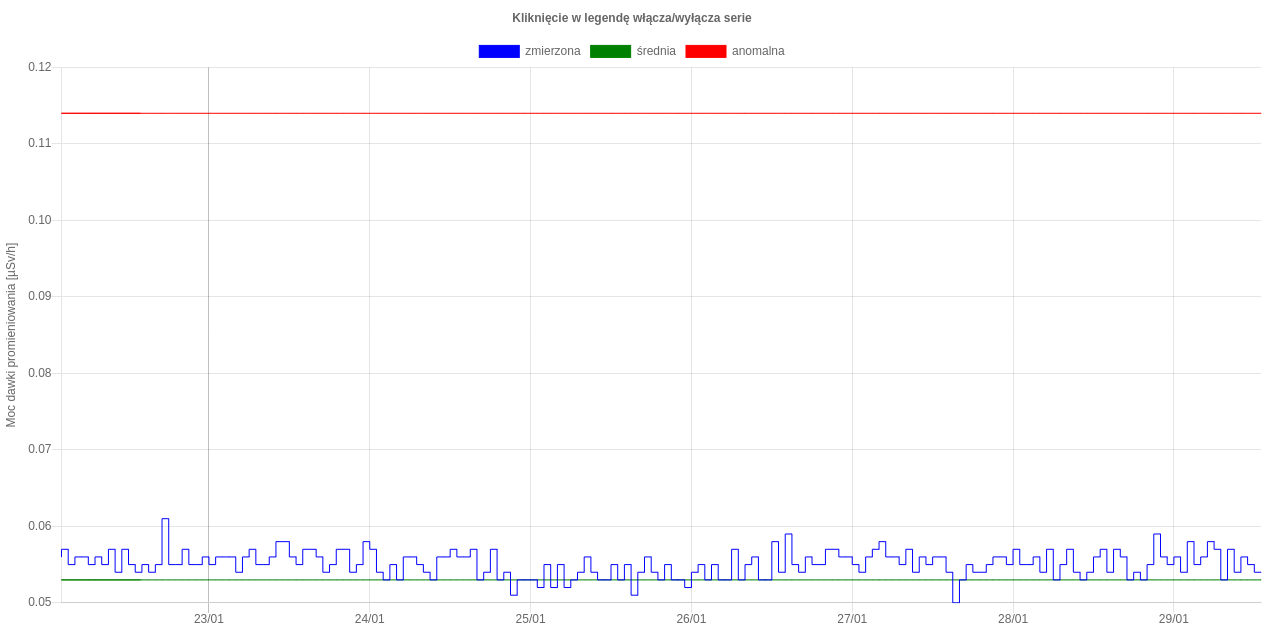 Kliknięcie w legendę włącza/wyłącza serie
zmierzona średnia anomalna
Moc dawki promieniowania [µSv/h]
0.12
0.11
0.10
0.09
0.08
0.07
0.06
0.05
23/01 24/01 25/01 26/01 27/01 28/01 29/01